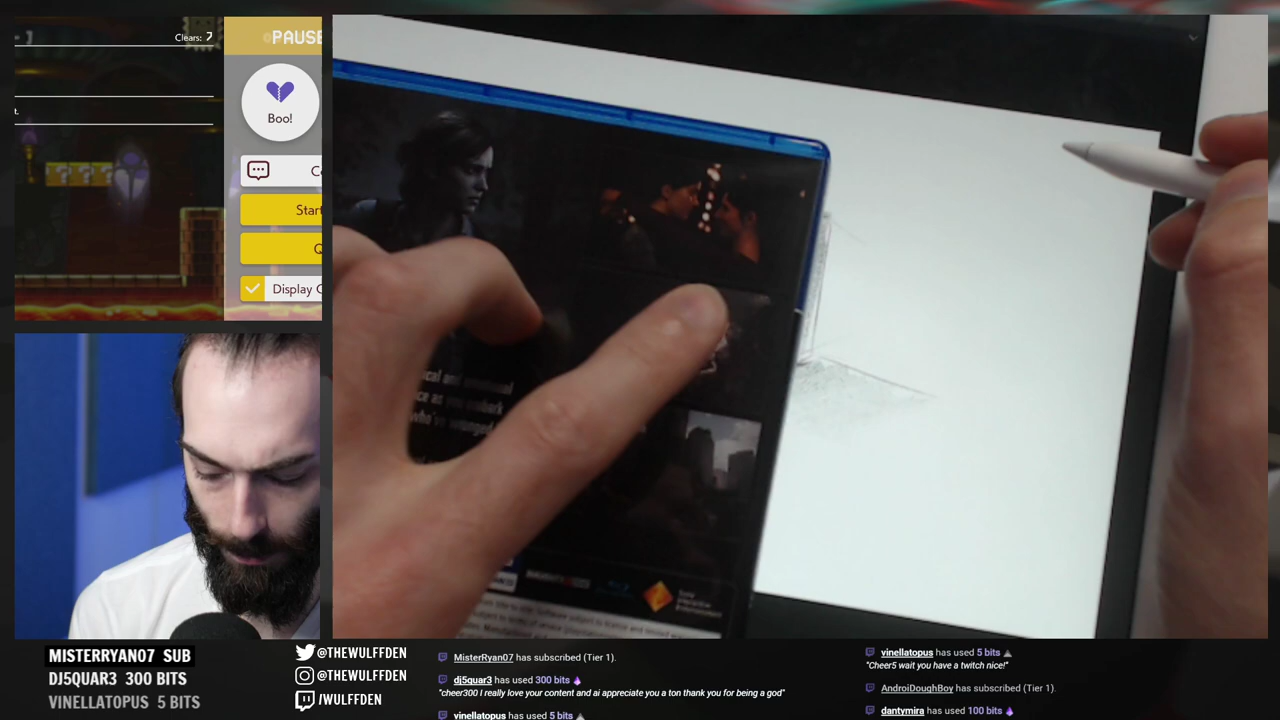 Clears: 7
PAUSE
Boo!
t.
C
Start
Q
Display C
MISTERRYAN07 SUB
DJ5QUAR3 300 BITS
VINELLATOPUS 5 BITS
@THEWULFFDEN
@THEWULFFDEN
/WULFFDEN
MisterRyan07 has subscribed (Tier 1).
dj5quar3 has used 300 bits
"cheer300 I really love your content and ai appreciate you a ton thank you for being a god"
vinellatopus has used 5 bits
vinellatopus has used 5 bits
"Cheer5 wait you have a twitch nice!"
AndroiDoughBoy has subscribed (Tier 1).
dantymira has used 100 bits